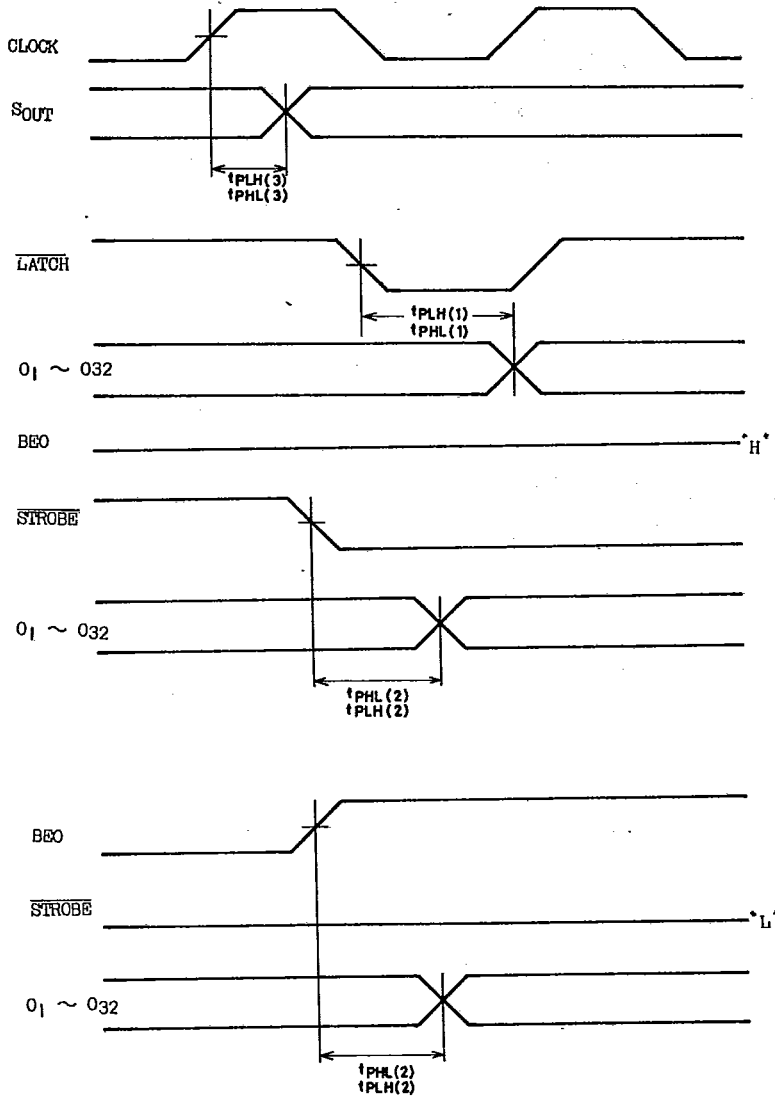 CLOCK
SOUT
tPLH(3)
tPHL(3)
LATCH
tPLH(1)
tPHL(1)
O1 ~ O32
BEO
"H"
STROBE
O1 ~ O32
tPHL(2)
tPLH(2)
BEO
STROBE
"L"
O1 ~ O32
tPHL(2)
tPLH(2)